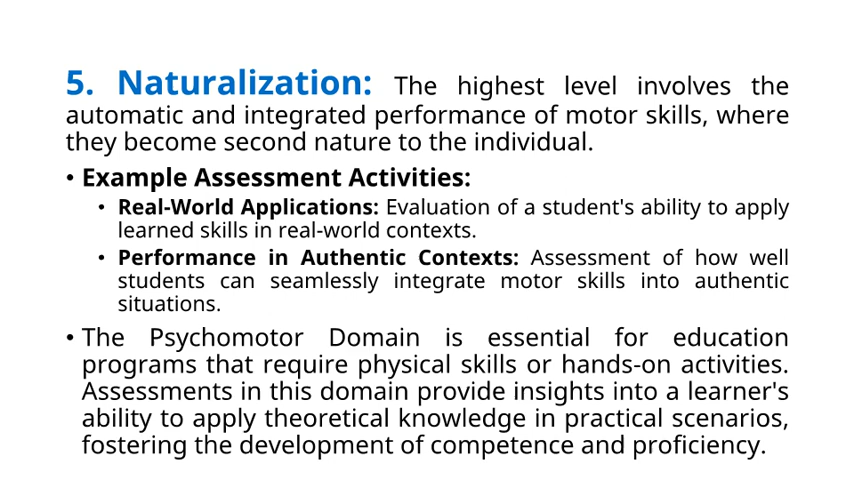 5. Naturalization: The highest level involves the
automatic and integrated performance of motor skills, where
they become second nature to the individual.
• Example Assessment Activities:
• Real-World Applications: Evaluation of a student's ability to apply
learned skills in real-world contexts.
• Performance in Authentic Contexts: Assessment of how well
students can seamlessly integrate motor skills into authentic
situations.
• The Psychomotor Domain is essential for education
programs that require physical skills or hands-on activities.
Assessments in this domain provide insights into a learner's
ability to apply theoretical knowledge in practical scenarios,
fostering the development of competence and proficiency.